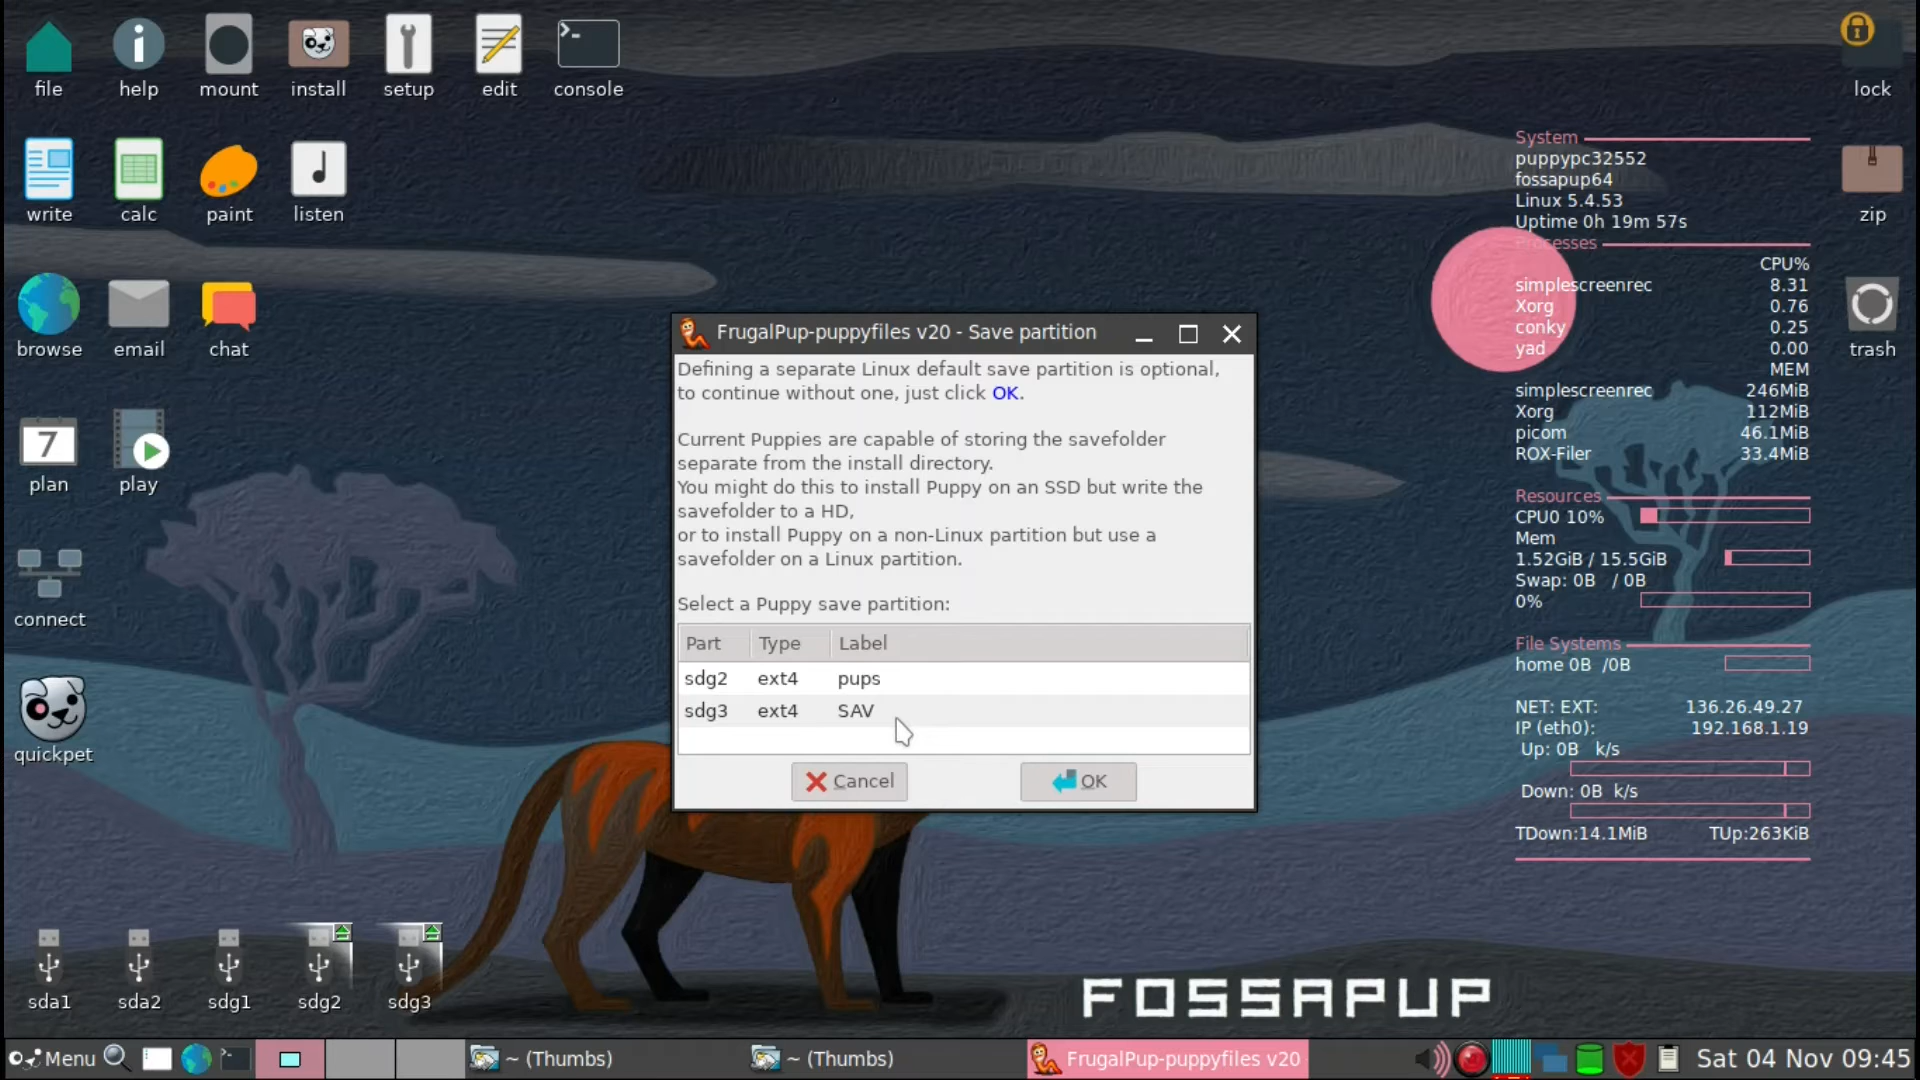 file
help
mount
install
setup
edit
console
lock
write
calc
paint
listen
zip
browse
email
chat
trash
7
plan
play
connect
quickpet
System
puppypc32552
fossapup64
Linux 5.4.53
Uptime 0h 19m 57s
Processes
CPU%
simplescreenrec 8.31
Xorg 0.76
conky 0.25
yad 0.00
MEM
simplescreenrec 246MiB
Xorg 112MiB
picom 46.1MiB
ROX-Filer 33.4MiB
Resources
CPU0 10%
Mem
1.52GiB / 15.5GiB
Swap: 0B / 0B
0%
File Systems
home 0B /0B
NET: EXT: 136.26.49.27
IP (eth0): 192.168.1.19
Up: 0B k/s
Down: 0B k/s
TDown:14.1MiB TUp:263KiB
FrugalPup-puppyfiles v20 - Save partition
Defining a separate Linux default save partition is optional,
to continue without one, just click OK.
Current Puppies are capable of storing the savefolder
separate from the install directory.
You might do this to install Puppy on an SSD but write the
savefolder to a HD,
or to install Puppy on a non-Linux partition but use a
savefolder on a Linux partition.
Select a Puppy save partition:
Part Type Label
sdg2 ext4 pups
sdg3 ext4 SAV
Cancel
OK
sda1
sda2
sdg1
sdg2
sdg3
FOSSAPUP
Menu
~ (Thumbs)
~ (Thumbs)
FrugalPup-puppyfiles v20
Sat 04 Nov 09:45